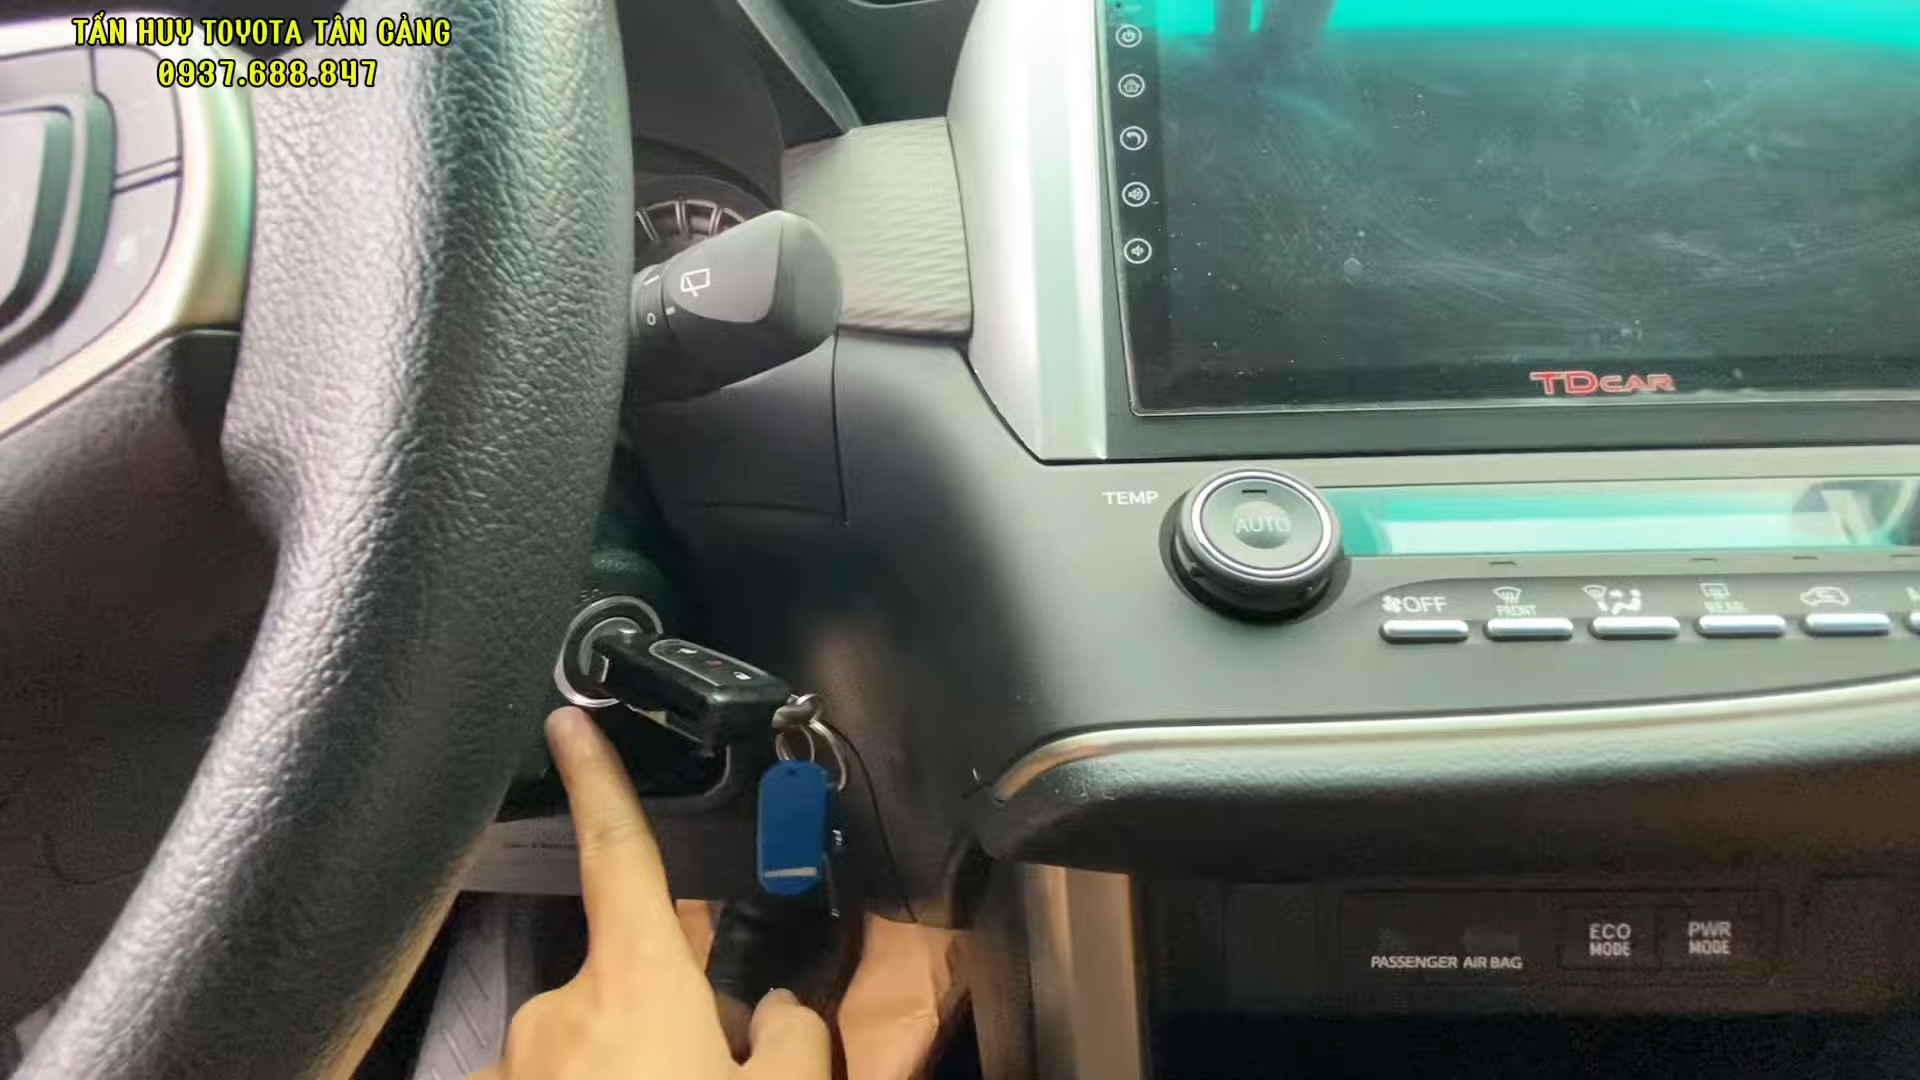 TẤN HUY TOYOTA TÂN CẢNG
0937.688.847
TDCAR
TEMP
AUTO
OFF
FRONT
REAR
PASSENGER AIR BAG
ECO
MODE
PWR
MODE